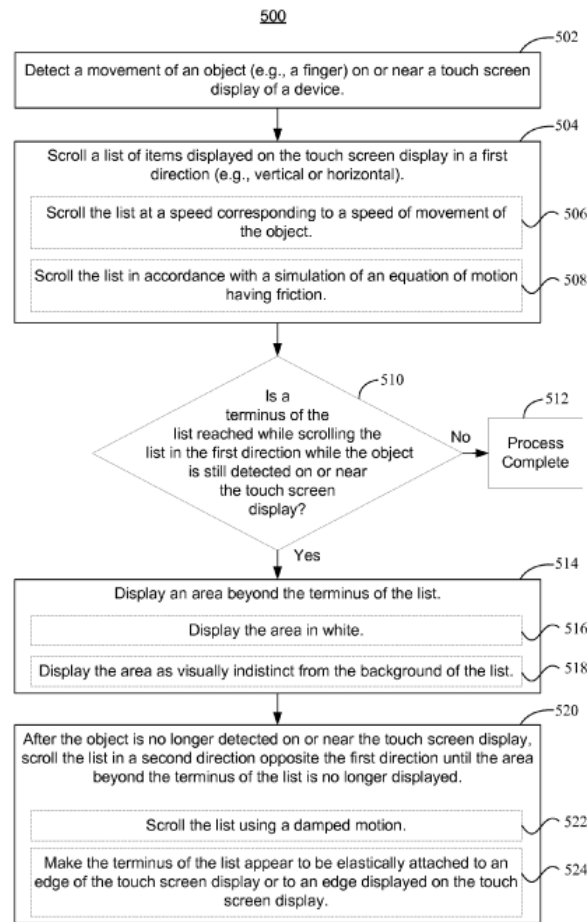 500
502
Detect a movement of an object (e.g., a finger) on or near a touch screen
display of a device.
504
Scroll a list of items displayed on the touch screen display in a first
direction (e.g., vertical or horizontal).
Scroll the list at a speed corresponding to a speed of movement of
the object.
506
Scroll the list in accordance with a simulation of an equation of motion
having friction.
508
510
Is a
terminus of the
list reached while scrolling the
list in the first direction while the object
is still detected on or near
the touch screen
display?
No
512
Process
Complete
Yes
514
Display an area beyond the terminus of the list.
Display the area in white.
516
Display the area as visually indistinct from the background of the list.
518
520
After the object is no longer detected on or near the touch screen display,
scroll the list in a second direction opposite the first direction until the area
beyond the terminus of the list is no longer displayed.
Scroll the list using a damped motion.
522
Make the terminus of the list appear to be elastically attached to an
edge of the touch screen display or to an edge displayed on the touch
screen display.
524